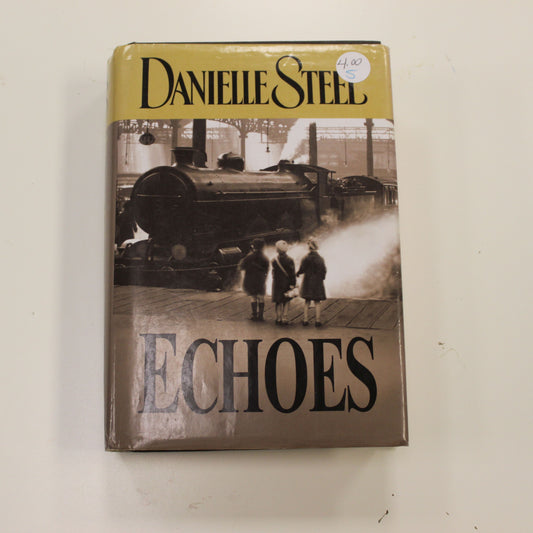 DANIELLE STEEL
4.00
S
ECHOES